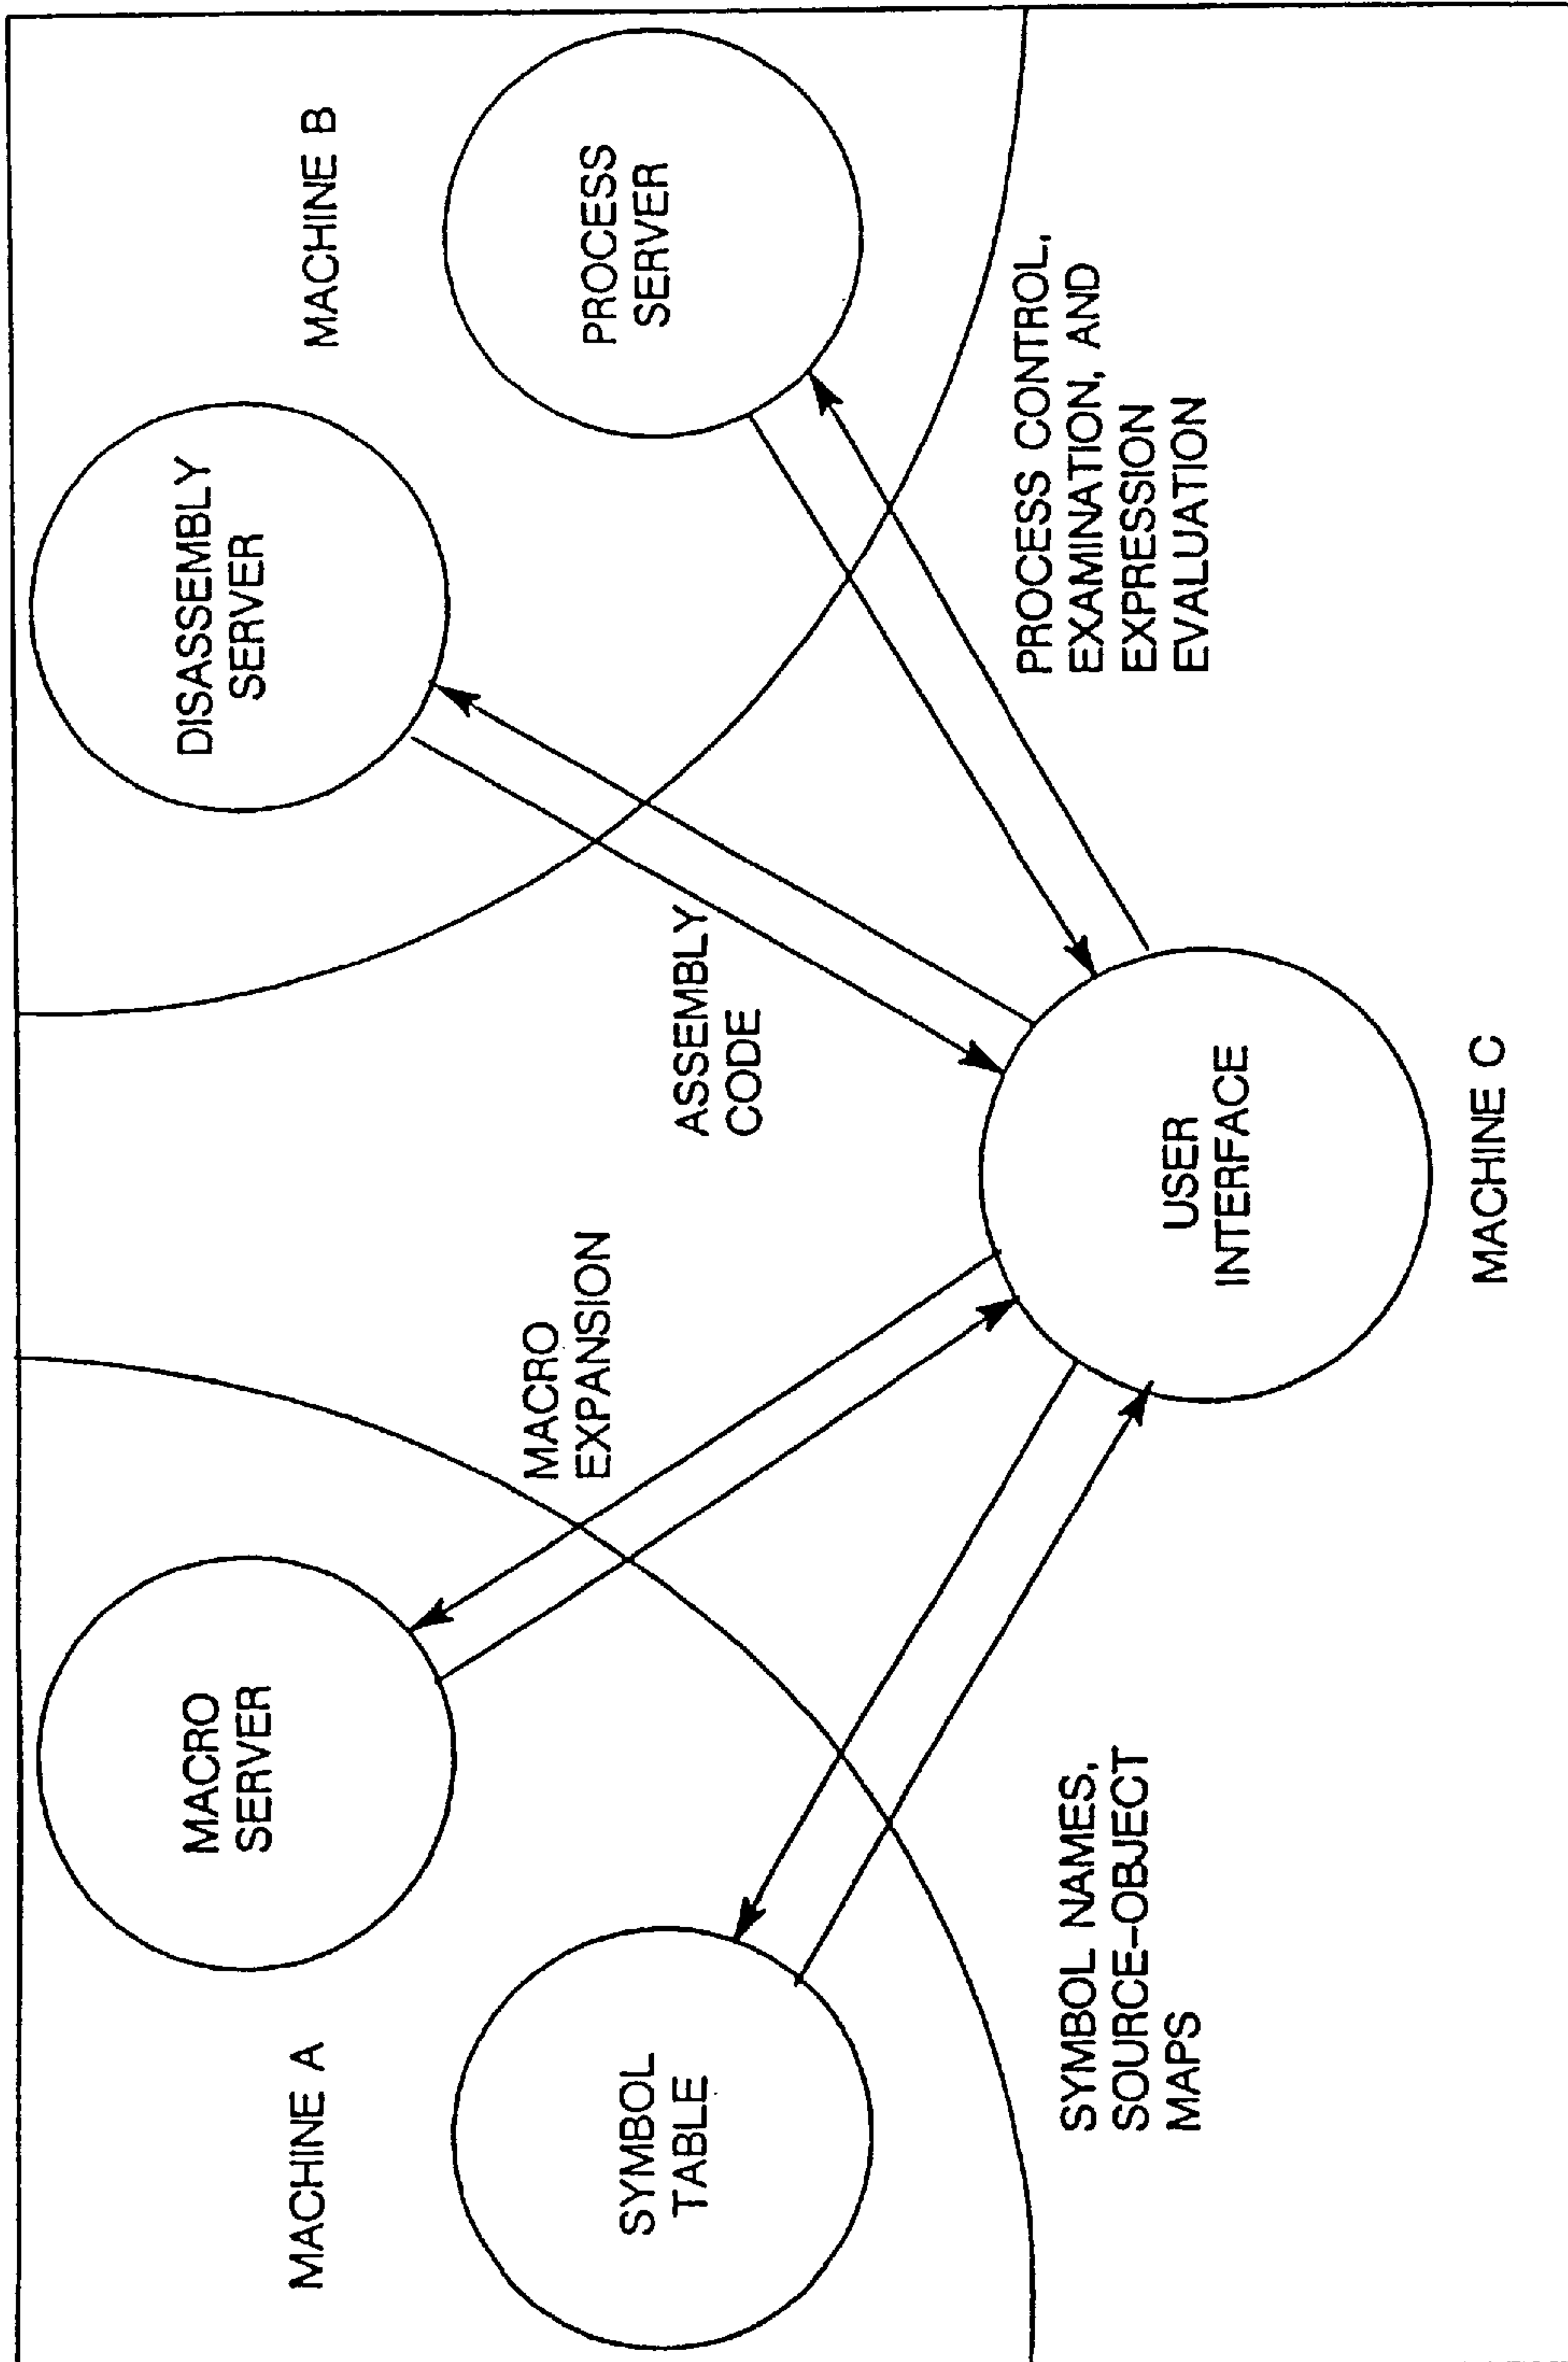 MACHINE A
MACRO
SERVER
SYMBOL
TABLE
MACRO
EXPANSION
SYMBOL NAMES,
SOURCE–OBJECT
MAPS
DISASSEMBLY
SERVER
MACHINE B
PROCESS
SERVER
ASSEMBLY
CODE
PROCESS CONTROL,
EXAMINATION, AND
EXPRESSION
EVALUATION
USER
INTERFACE
MACHINE C